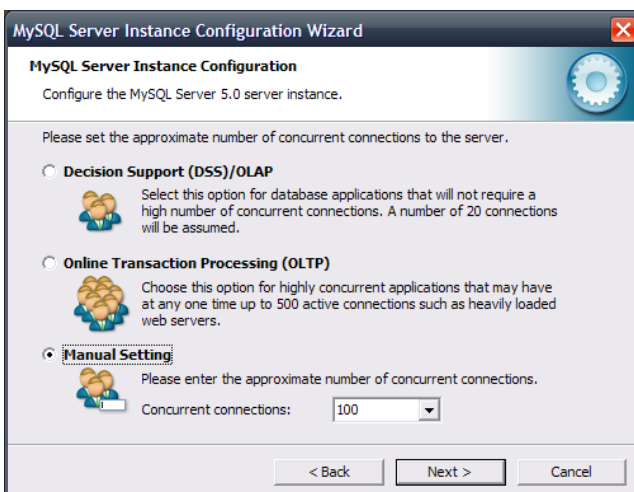 MySQL Server Instance Configuration Wizard
MySQL Server Instance Configuration
Configure the MySQL Server 5.0 server instance.
Please set the approximate number of concurrent connections to the server.
Decision Support (DSS)/OLAP
Select this option for database applications that will not require a
high number of concurrent connections. A number of 20 connections
will be assumed.
Online Transaction Processing (OLTP)
Choose this option for highly concurrent applications that may have
at any one time up to 500 active connections such as heavily loaded
web servers.
Manual Setting
Please enter the approximate number of concurrent connections.
Concurrent connections: 100
< Back Next > Cancel